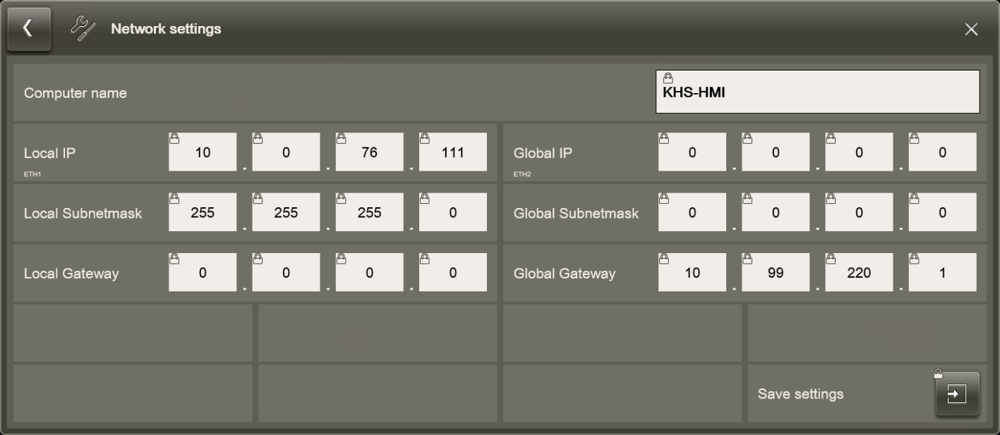 Network settings
Computer name KHS-HMI
Local IP 10 . 0 . 76 . 111
ETH1
Global IP 0 . 0 . 0 . 0
ETH2
Local Subnetmask 255 . 255 . 255 . 0
Global Subnetmask 0 . 0 . 0 . 0
Local Gateway 0 . 0 . 0 . 0
Global Gateway 10 . 99 . 220 . 1
Save settings